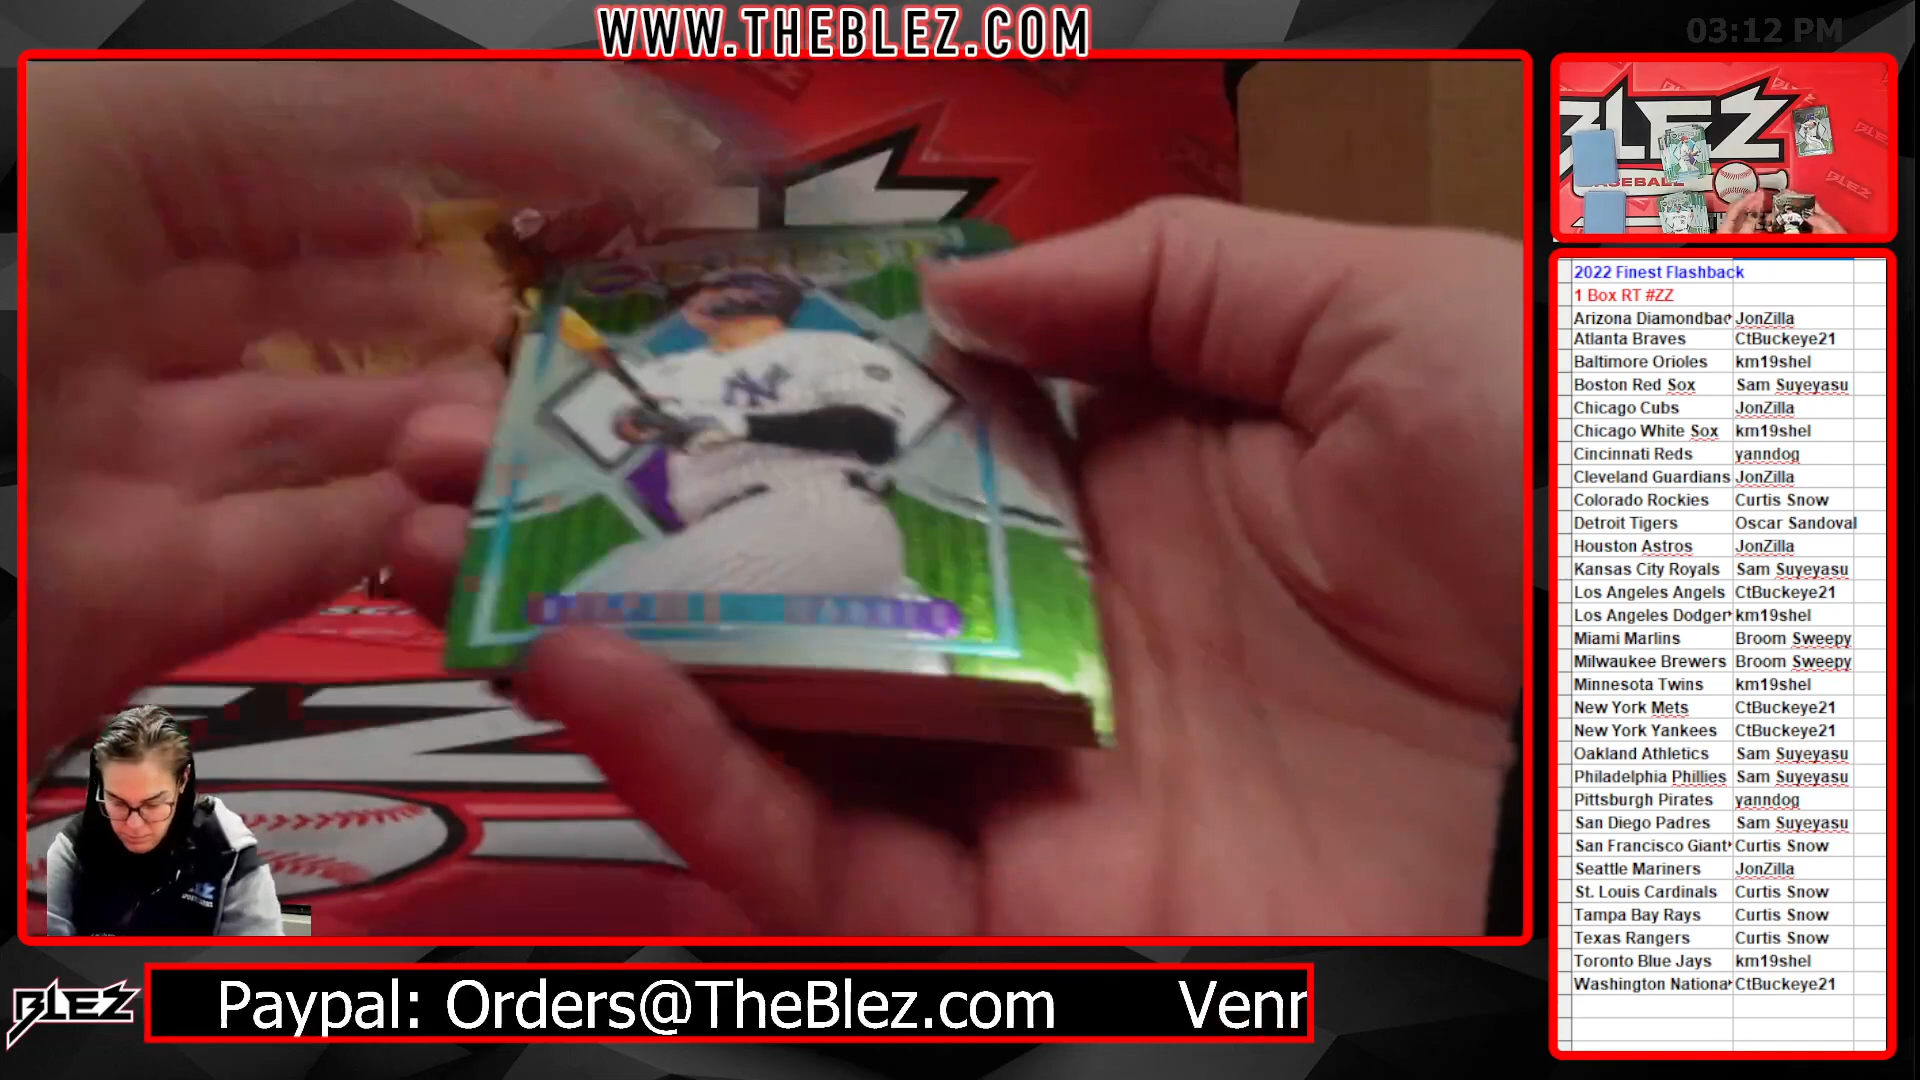 WWW.THEBLEZ.COM
03:12 PM
BLEZ
BASEBALL
NY
2022 Finest Flashback
1 Box RT #ZZ
Arizona Diamondbac JonZilla
Atlanta Braves CtBuckeye21
Baltimore Orioles km19shel
Boston Red Sox Sam Suyeyasu
Chicago Cubs JonZilla
Chicago White Sox km19shel
Cincinnati Reds yanndog
Cleveland Guardians JonZilla
Colorado Rockies Curtis Snow
Detroit Tigers Oscar Sandoval
Houston Astros JonZilla
Kansas City Royals Sam Suyeyasu
Los Angeles Angels CtBuckeye21
Los Angeles Dodger km19shel
Miami Marlins Broom Sweepy
Milwaukee Brewers Broom Sweepy
Minnesota Twins km19shel
New York Mets CtBuckeye21
New York Yankees CtBuckeye21
Oakland Athletics Sam Suyeyasu
Philadelphia Phillies Sam Suyeyasu
Pittsburgh Pirates yanndog
San Diego Padres Sam Suyeyasu
San Francisco Giant Curtis Snow
Seattle Mariners JonZilla
St. Louis Cardinals Curtis Snow
Tampa Bay Rays Curtis Snow
Texas Rangers Curtis Snow
Toronto Blue Jays km19shel
Washington Nationa CtBuckeye21
BLEZ
Paypal: Orders@TheBlez.com Venr